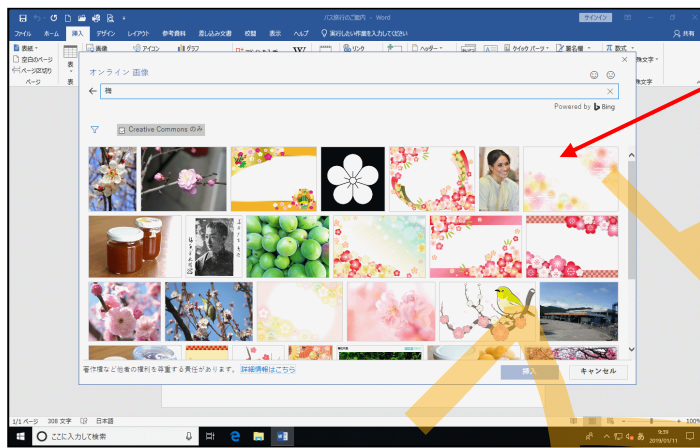 バス旅行のご案内 - Word
サインイン
ファイル ホーム 挿入 デザイン レイアウト 参考資料 差し込み文書 校閲 表示 ヘルプ 実行したい作業を入力してください 共有
表紙
空白のページ
ページ区切り
ページ
表
表
画像
アイコン
グラフ
リンク
ヘッダー
クイック パーツ
署名欄
数式
殊文字
殊文字
オンライン 画像
梅
Powered by Bing
Creative Commons のみ
著作権など他者の権利を尊重する責任があります。 詳細情報はこちら
挿入 キャンセル
1/1 ページ 308 文字 日本語
100%
ここに入力して検索
あ
9:39
2019/01/11